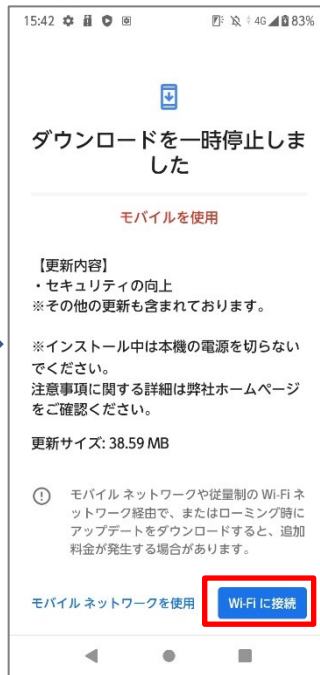 15:42 4G 83%
ダウンロードを一時停止しま
した
モバイルを使用
【更新内容】
・セキュリティの向上
※その他の更新も含まれております。
※インストール中は本機の電源を切らない
でください。
注意事項に関する詳細は弊社ホームページ
をご確認ください。
更新サイズ: 38.59 MB
モバイル ネットワークや従量制の Wi-Fi ネ
ットワーク経由で、またはローミング時に
アップデートをダウンロードすると、追加
料金が発生する場合があります。
モバイル ネットワークを使用 Wi-Fi に接続